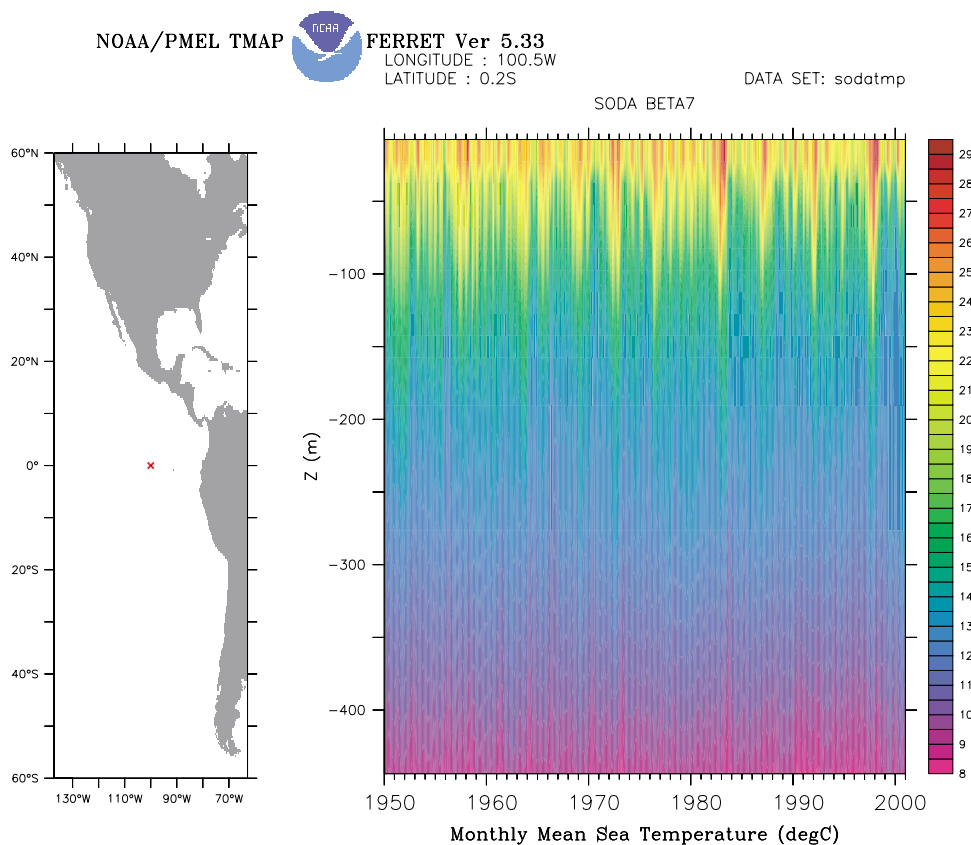 NOAA/PMEL TMAP
NOAA
FERRET Ver 5.33
LONGITUDE : 100.5W
LATITUDE : 0.2S
DATA SET: sodatmp
SODA BETA7
60°N
40°N
20°N
0°
20°S
40°S
60°S
130°W 110°W 90°W 70°W
Z (m)
-100
-200
-300
-400
1950 1960 1970 1980 1990 2000
Monthly Mean Sea Temperature (degC)
29
28
27
26
25
24
23
22
21
20
19
18
17
16
15
14
13
12
11
10
9
8